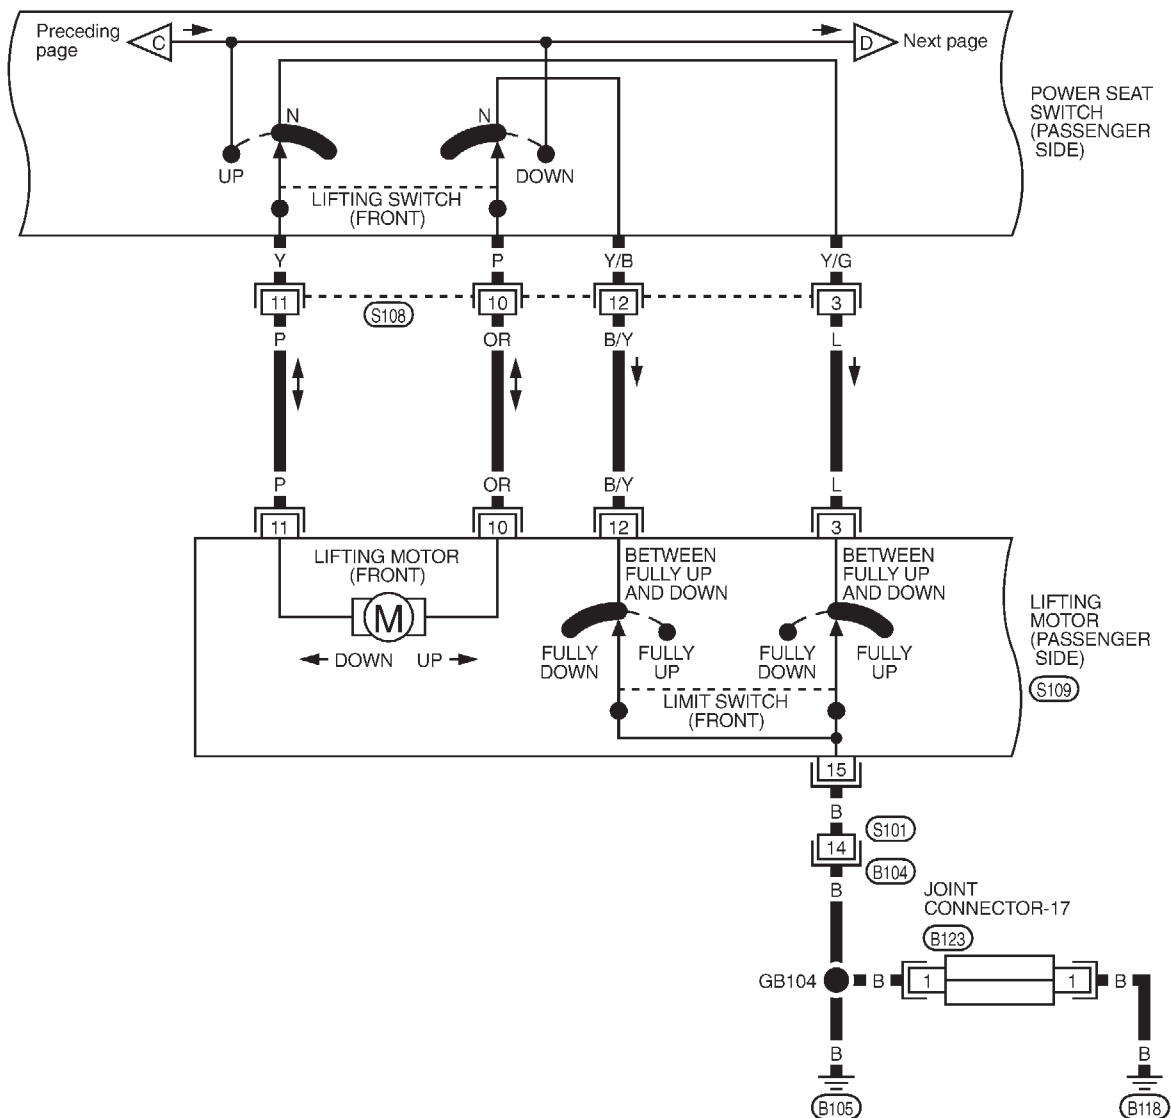 Preceding
page
C
D
Next page
POWER SEAT
SWITCH
(PASSENGER
SIDE)
N
N
UP
DOWN
LIFTING SWITCH
(FRONT)
Y
P
Y/B
Y/G
11
10
12
3
S108
P
OR
B/Y
L
P
OR
B/Y
L
11
10
12
3
LIFTING MOTOR
(FRONT)
M
DOWN
UP
BETWEEN
FULLY UP
AND DOWN
BETWEEN
FULLY UP
AND DOWN
FULLY
DOWN
FULLY
UP
FULLY
DOWN
FULLY
UP
LIMIT SWITCH
(FRONT)
LIFTING
MOTOR
(PASSENGER
SIDE)
S109
15
B
S101
14
B104
B
JOINT
CONNECTOR-17
B123
GB104
B
1
1
B
B
B
B105
B118